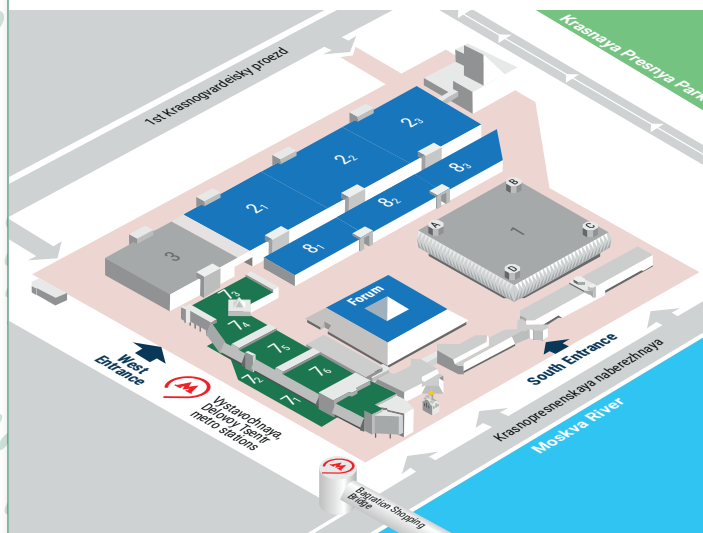 Krasnaya Presnya Park
1st Krasnogvardeisky proezd
2₃
2₂
2₁
8₃
8₂
8₁
3
B
A
C
D
1
Forum
7₃
7₄
7₅
7₆
7₂
7₁
West
Entrance
South Entrance
Vystavochnaya,
Delovoy Tsentr
metro stations
Krasnopresnenskaya naberezhnaya
Moskva River
Bagration Shopping
Bridge